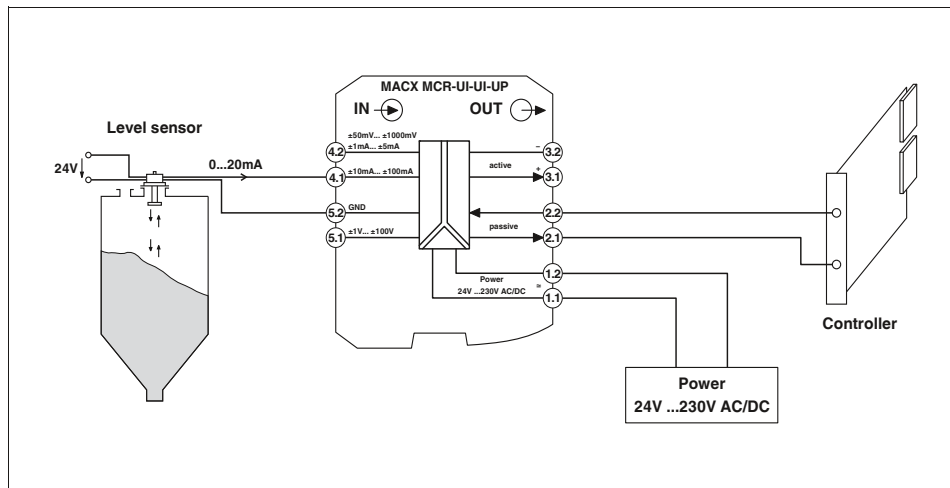 MACX MCR-UI-UI-UP
IN
OUT
Level sensor
24V
0...20mA
±50mV... ±1000mV
4.2
±1mA... ±5mA
4.1
±10mA... ±100mA
5.2
GND
5.1
±1V... ±100V
–
3.2
active
+
3.1
2.2
passive
2.1
1.2
Power
≅
24V ...230V AC/DC
1.1
Controller
Power
24V ...230V AC/DC